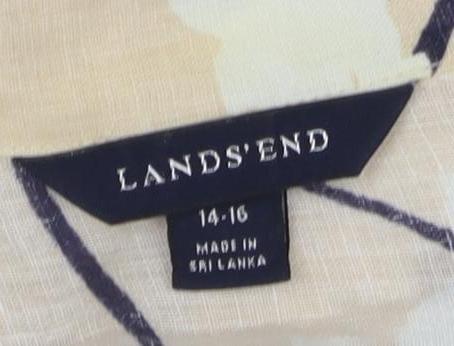 LANDS'END
14-16
MADE IN
SRI LANKA